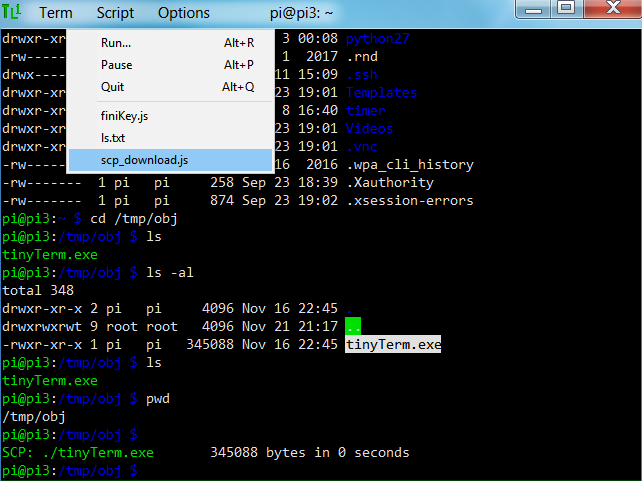 TL1 Term Script Options pi@pi3: ~
drwxr-xr 3 00:08 python27
-rw---- 1 2017 .rnd
drwx---- 11 15:09 .ssh
drwxr-xr 23 19:01 Templates
drwxr-xr 8 16:40 timer
drwxr-xr 23 19:01 Videos
drwxr-xr 23 19:01 .vnc
-rw---- 16 2016 .wpa_cli_history
Run... Alt+R
Pause Alt+P
Quit Alt+Q
finiKey.js
ls.txt
scp_download.js
-rw------- 1 pi pi 258 Sep 23 18:39 .Xauthority
-rw------- 1 pi pi 874 Sep 23 19:02 .xsession-errors
pi@pi3:~ $ cd /tmp/obj
pi@pi3:/tmp/obj $ ls
tinyTerm.exe
pi@pi3:/tmp/obj $ ls -al
total 348
drwxr-xr-x 2 pi pi 4096 Nov 16 22:45 .
drwxrwxrwt 9 root root 4096 Nov 21 21:17 ..
-rwxr-xr-x 1 pi pi 345088 Nov 16 22:45 tinyTerm.exe
pi@pi3:/tmp/obj $ ls
tinyTerm.exe
pi@pi3:/tmp/obj $ pwd
/tmp/obj
pi@pi3:/tmp/obj $
SCP: ./tinyTerm.exe 345088 bytes in 0 seconds
pi@pi3:/tmp/obj $